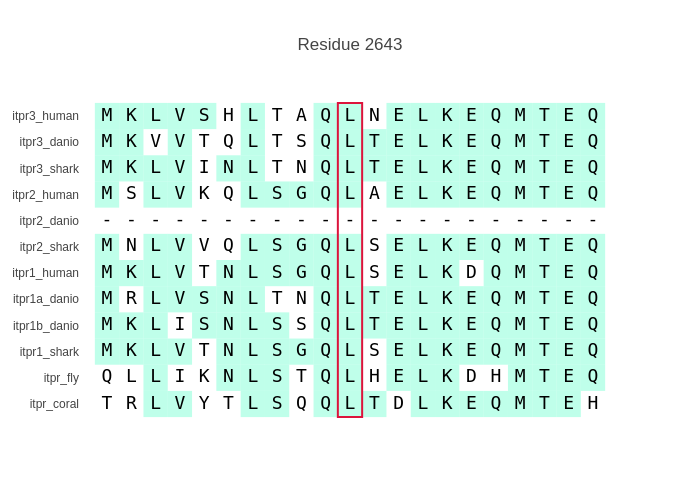 Residue 2643
itpr3_human M K L V S H L T A Q L N E L K E Q M T E Q
itpr3_danio M K V V T Q L T S Q L T E L K E Q M T E Q
itpr3_shark M K L V I N L T N Q L T E L K E Q M T E Q
itpr2_human M S L V K Q L S G Q L A E L K E Q M T E Q
itpr2_danio - - - - - - - - - - - - - - - - - - - - -
itpr2_shark M N L V V Q L S G Q L S E L K E Q M T E Q
itpr1_human M K L V T N L S G Q L S E L K D Q M T E Q
itpr1a_danio M R L V S N L T N Q L T E L K E Q M T E Q
itpr1b_danio M K L I S N L S S Q L T E L K E Q M T E Q
itpr1_shark M K L V T N L S G Q L S E L K E Q M T E Q
itpr_fly Q L L I K N L S T Q L H E L K D H M T E Q
itpr_coral T R L V Y T L S Q Q L T D L K E Q M T E H